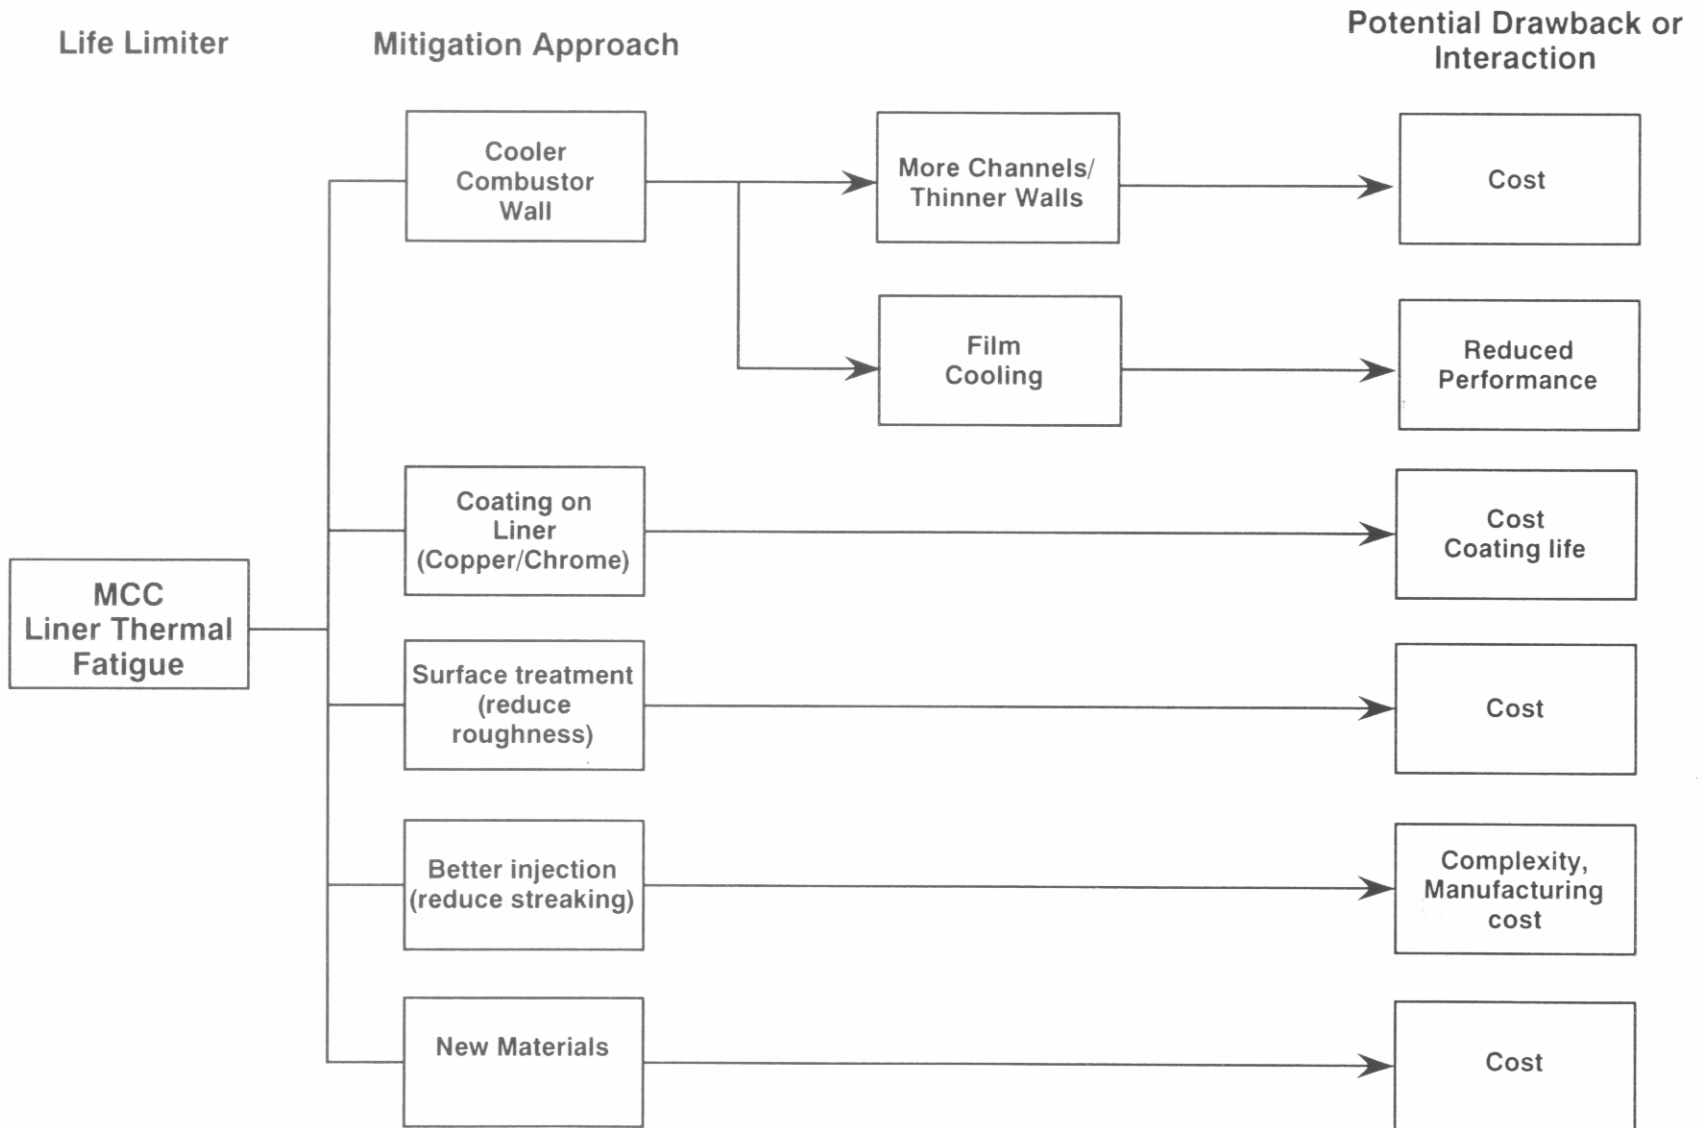 Life Limiter
Mitigation Approach
Potential Drawback or
Interaction
Cooler
Combustor
Wall
More Channels/
Thinner Walls
Cost
Film
Cooling
Reduced
Performance
Coating on
Liner
(Copper/Chrome)
Cost
Coating life
MCC
Liner Thermal
Fatigue
Surface treatment
(reduce
roughness)
Cost
Better injection
(reduce streaking)
Complexity,
Manufacturing
cost
New Materials
Cost